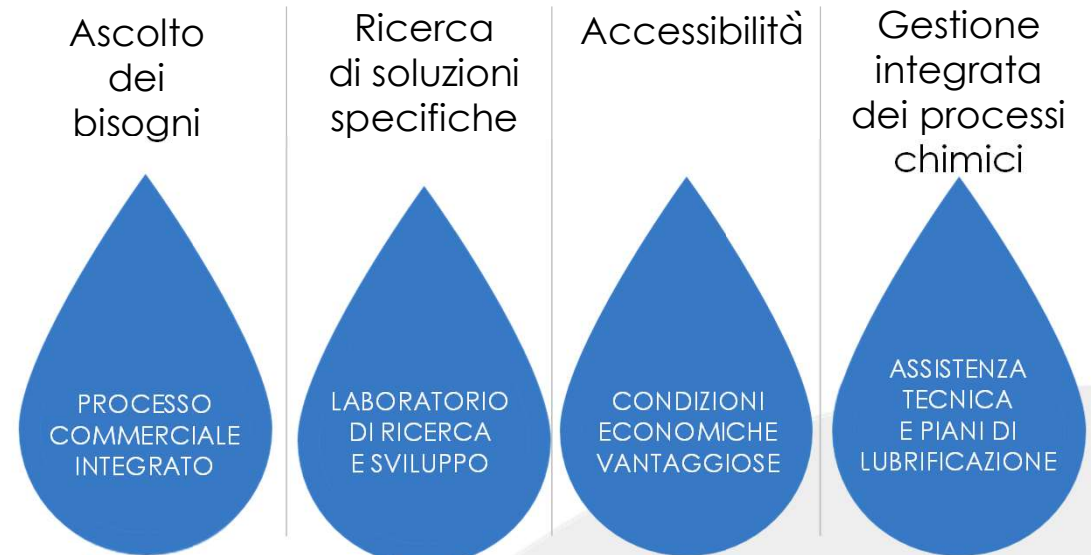 Ascolto
dei
bisogni
PROCESSO
COMMERCIALE
INTEGRATO
Ricerca
di soluzioni
specifiche
LABORATORIO
DI RICERCA
E SVILUPPO
Accessibilità
CONDIZIONI
ECONOMICHE
VANTAGGIOSE
Gestione
integrata
dei processi
chimici
ASSISTENZA
TECNICA
E PIANI DI
LUBRIFICAZIONE